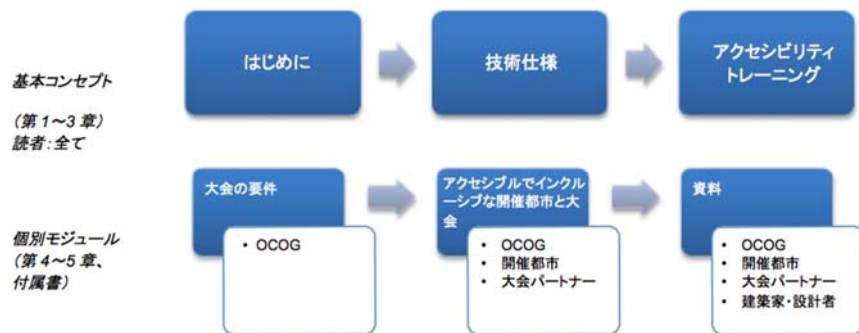 基本コンセプト
(第1～3章)
読者:全て
はじめに
技術仕様
アクセシビリティ
トレーニング
個別モジュール
(第4～5章、
付属書)
大会の要件
• OCOG
アクセシブルでインクル
ーシブな開催都市と大
会
• OCOG
• 開催都市
• 大会パートナー
資料
• OCOG
• 開催都市
• 大会パートナー
• 建築家・設計者